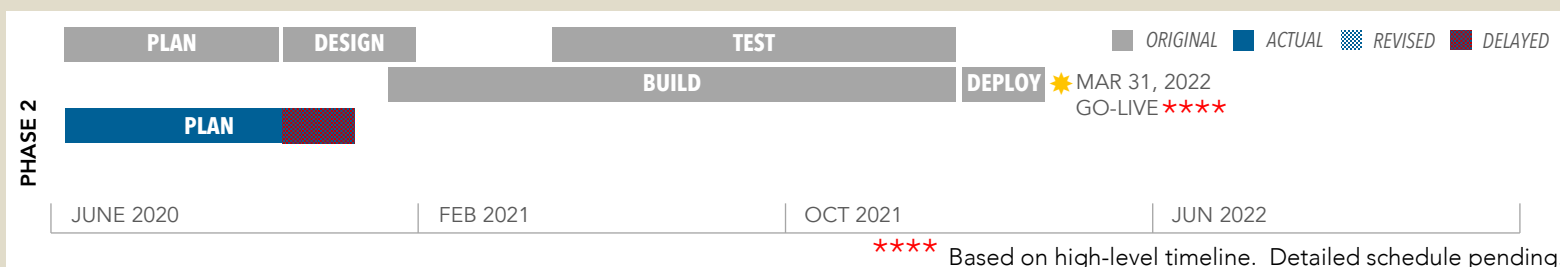 PLAN DESIGN TEST ORIGINAL ACTUAL REVISED DELAYED
BUILD DEPLOY MAR 31, 2022
GO-LIVE ****
PHASE 2
PLAN
JUNE 2020 FEB 2021 OCT 2021 JUN 2022
**** Based on high-level timeline. Detailed schedule pending